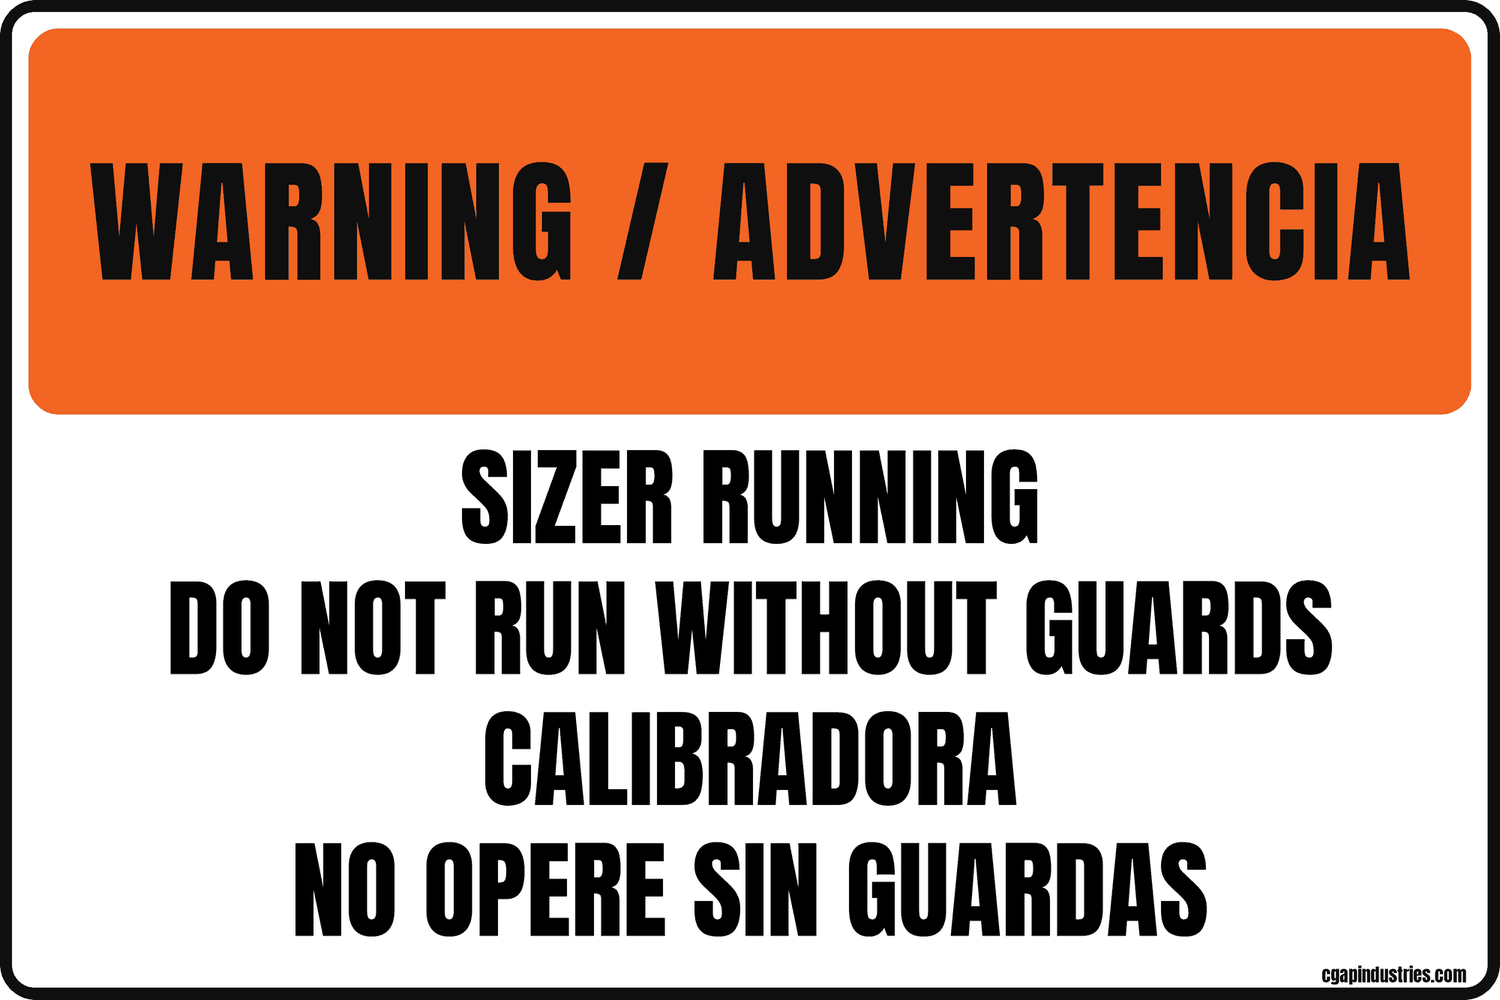 WARNING / ADVERTENCIA
SIZER RUNNING
DO NOT RUN WITHOUT GUARDS
CALIBRADORA
NO OPERE SIN GUARDAS
cgapindustries.com